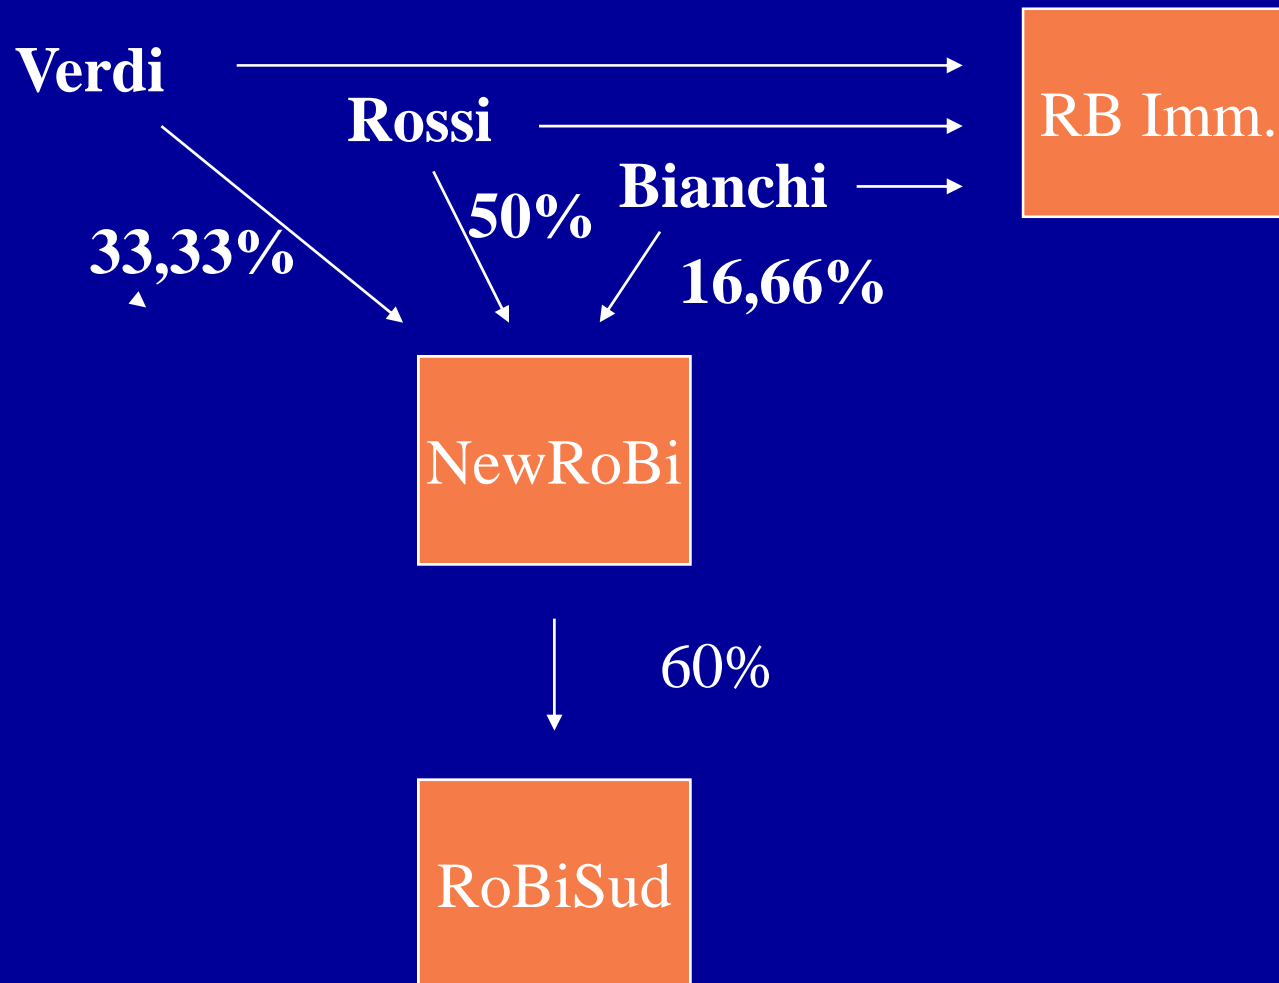 Verdi
Rossi
Bianchi
RB Imm.
33,33%
50%
16,66%
NewRoBi
60%
RoBiSud